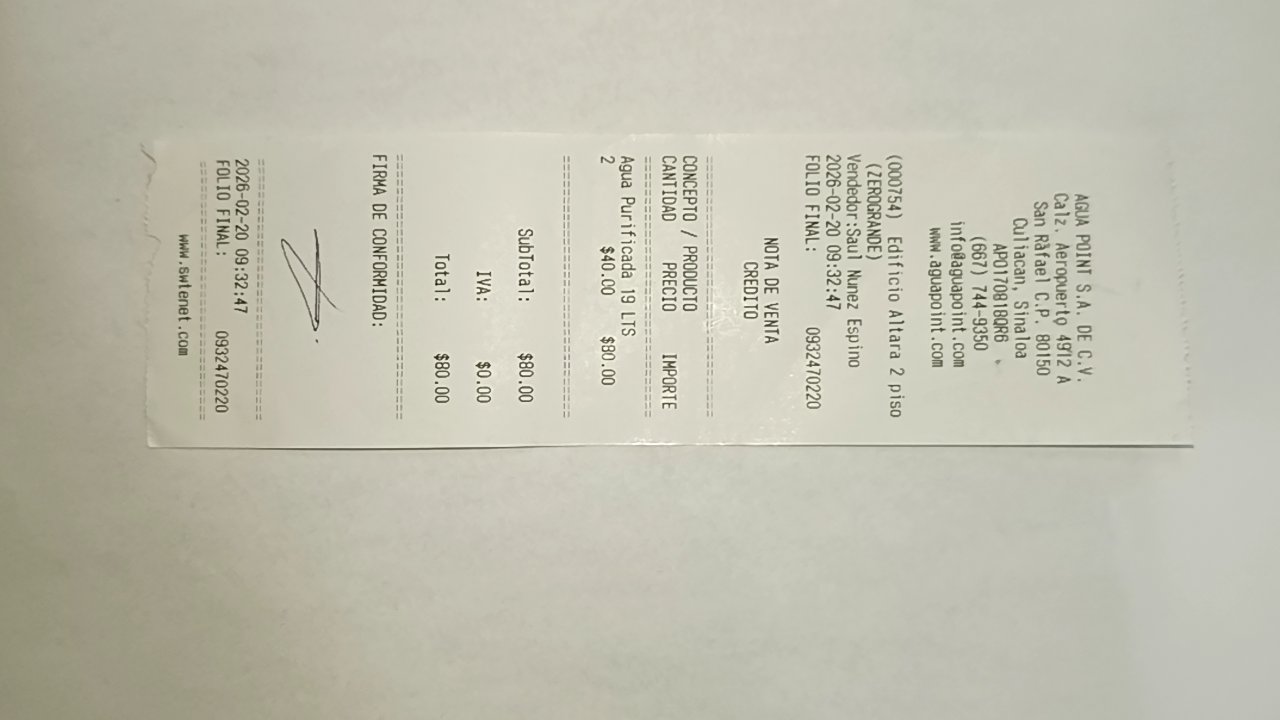 AGUA POINT S.A. DE C.V.
Calz. Aeropuerto 4912 A
San Rafael C.P. 80150
Culiacan, Sinaloa
APO170818QR6
(667) 744-9350
info@aguapoint.com
www.aguapoint.com
(000754) Edificio Altara 2 piso
(ZEROGRANDE)
Vendedor:Saul Nunez Espino
2026-02-20 09:32:47
FOLIO FINAL: 0932470220
NOTA DE VENTA
CREDITO
===============================
CONCEPTO / PRODUCTO
CANTIDAD PRECIO IMPORTE
===============================
Agua Purificada 19 LTS
2 $40.00 $80.00
===============================
SubTotal: $80.00
IVA: $0.00
Total: $80.00
===============================
FIRMA DE CONFORMIDAD:
===============================
2026-02-20 09:32:47
FOLIO FINAL: 0932470220
===============================
www.swtenet.com